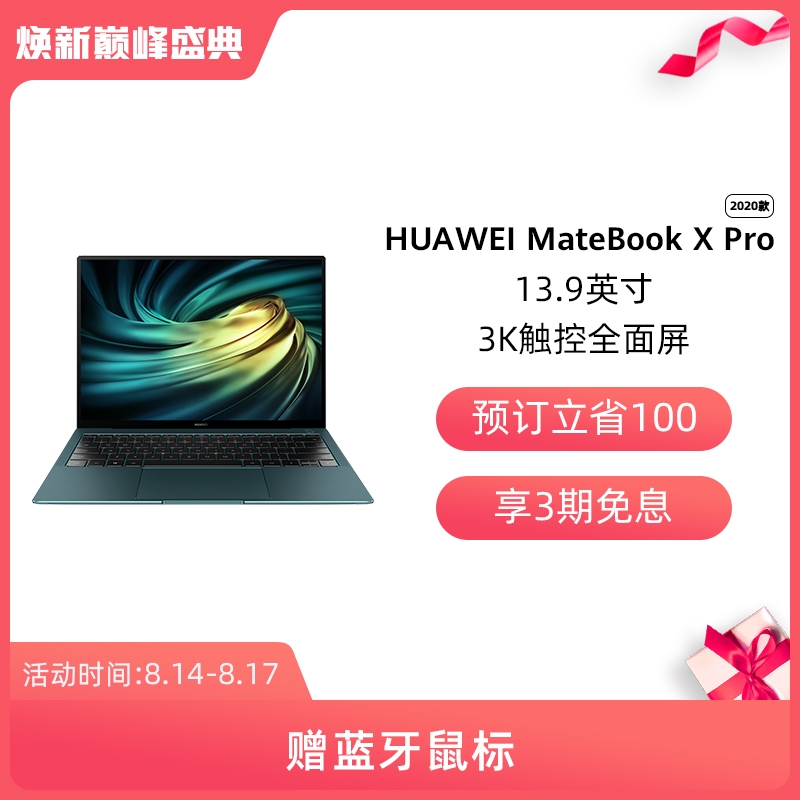 焕新巅峰盛典
2020款
HUAWEI MateBook X Pro
13.9英寸
3K触控全面屏
预订立省100
享3期免息
HUAWEI
活动时间:8.14-8.17
赠蓝牙鼠标